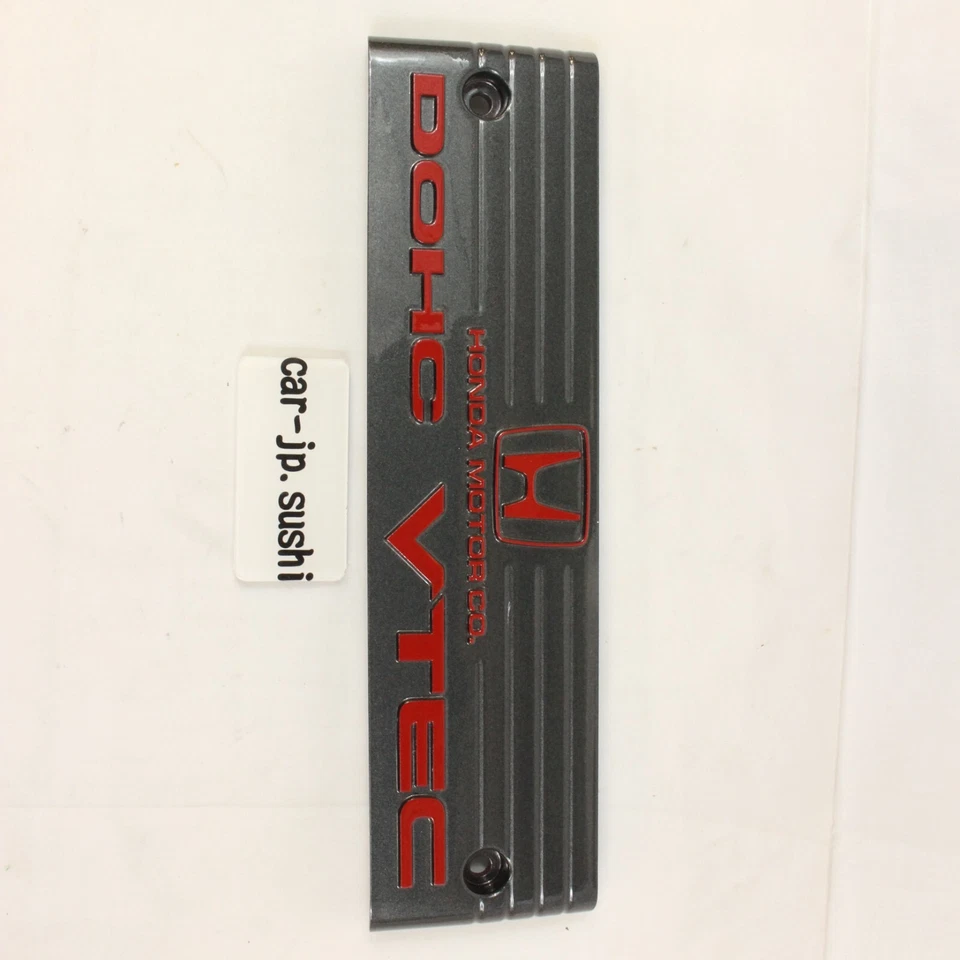 HONDA MOTOR CO.
DOHC VTEC
car-jp.sushi